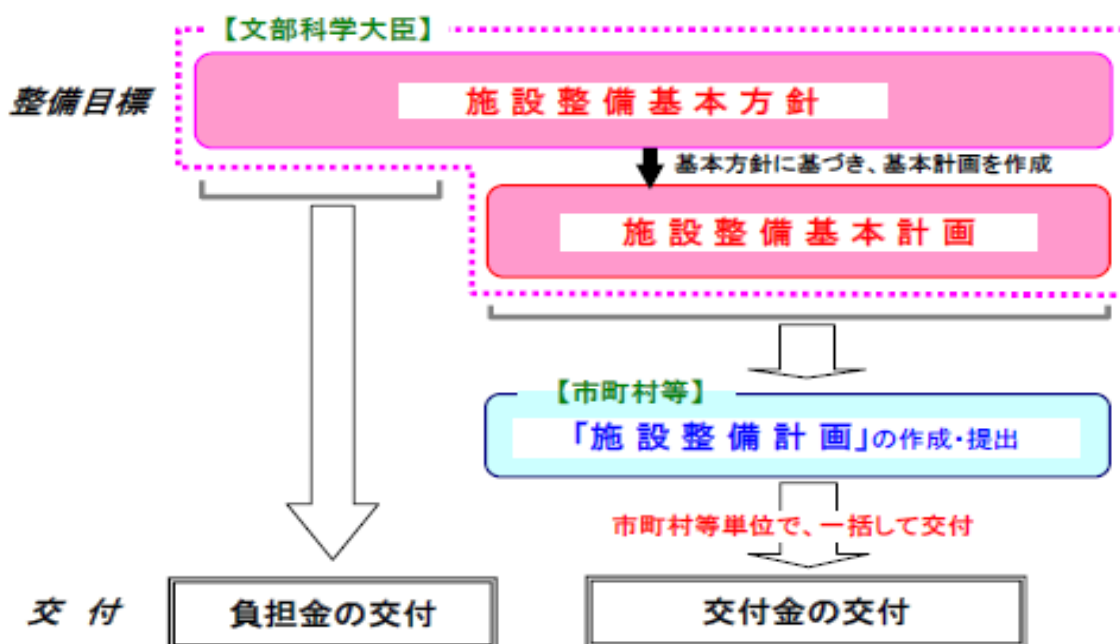 【文部科学大臣】
整備目標
施設整備基本方針
基本方針に基づき、基本計画を作成
施設整備基本計画
【市町村等】
「施設整備計画」の作成・提出
市町村等単位で、一括して交付
交付
負担金の交付
交付金の交付